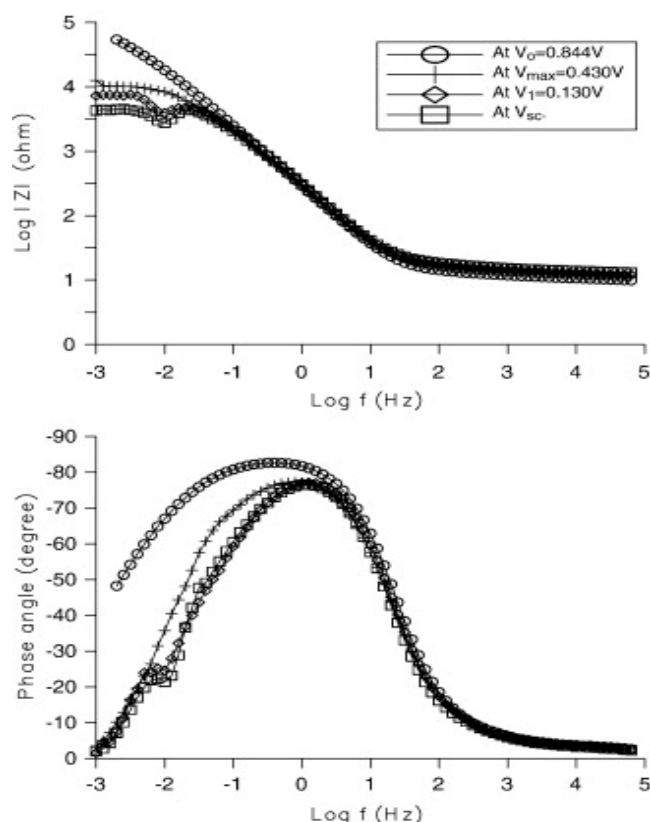 5
4
3
2
1
0
Log |Z| (ohm)
At Vo=0.844V
At Vmax=0.430V
At V1=0.130V
At Vsc-
-3 -2 -1 0 1 2 3 4 5
Log f (Hz)
-90
-80
-70
-60
-50
-40
-30
-20
-10
0
Phase angle (degree)
-3 -2 -1 0 1 2 3 4 5
Log f (Hz)